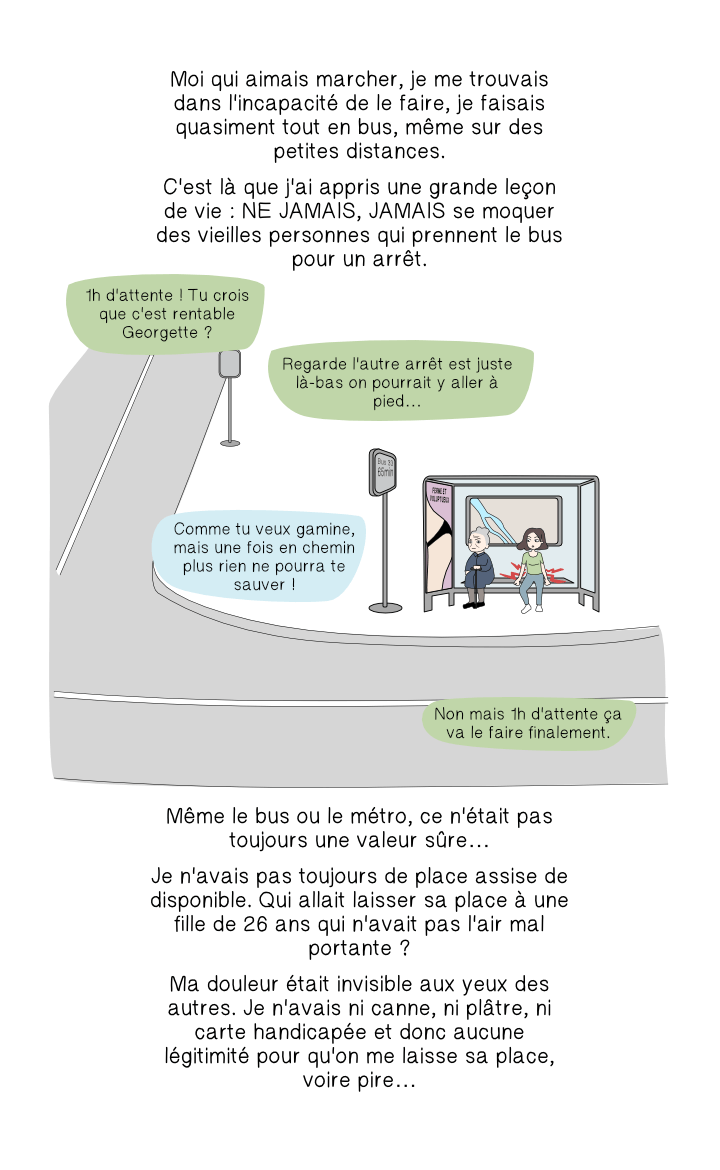 Moi qui aimais marcher, je me trouvais
dans l'incapacité de le faire, je faisais
quasiment tout en bus, même sur des
petites distances.
C'est là que j'ai appris une grande leçon
de vie : NE JAMAIS, JAMAIS se moquer
des vieilles personnes qui prennent le bus
pour un arrêt.
1h d'attente ! Tu crois
que c'est rentable
Georgette ?
Regarde l'autre arrêt est juste
là-bas on pourrait y aller à
pied...
Bus 33
65min
FERME ET
VOLUPTUEUX
Comme tu veux gamine,
mais une fois en chemin
plus rien ne pourra te
sauver !
Non mais 1h d'attente ça
va le faire finalement.
Même le bus ou le métro, ce n'était pas
toujours une valeur sûre...
Je n'avais pas toujours de place assise de
disponible. Qui allait laisser sa place à une
fille de 26 ans qui n'avait pas l'air mal
portante ?
Ma douleur était invisible aux yeux des
autres. Je n'avais ni canne, ni plâtre, ni
carte handicapée et donc aucune
légitimité pour qu'on me laisse sa place,
voire pire...